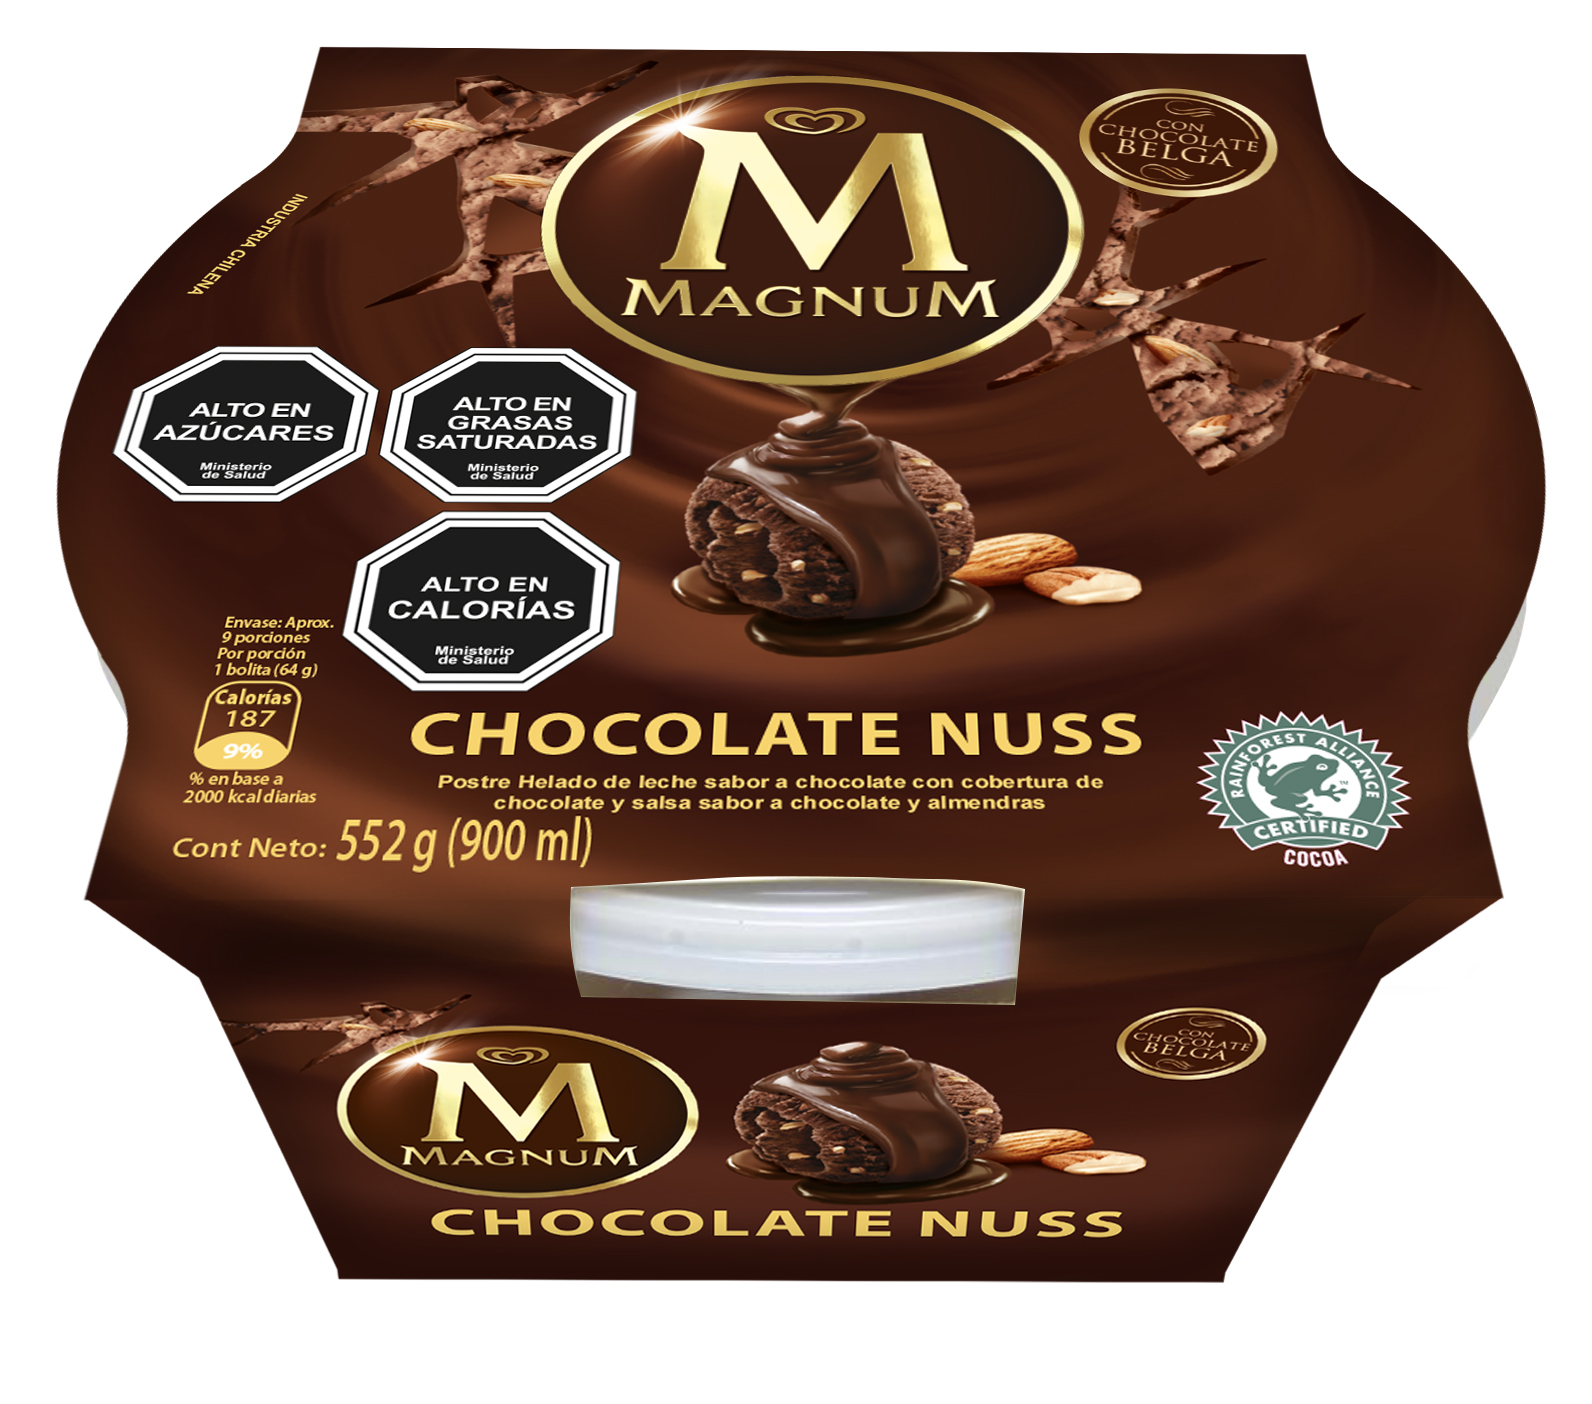 CON
CHOCOLATE
BELGA
M
MAGNUM
INDUSTRIA CHILENA
ALTO EN
AZÚCARES
Ministerio
de Salud
ALTO EN
GRASAS
SATURADAS
Ministerio
de Salud
ALTO EN
CALORÍAS
Ministerio
de Salud
Envase: Aprox.
9 porciones
Por porción
1 bolita (64 g)
Calorías
187
9%
% en base a
2000 kcal diarias
CHOCOLATE NUSS
Postre Helado de leche sabor a chocolate con cobertura de
chocolate y salsa sabor a chocolate y almendras
Cont Neto: 552 g (900 ml)
RAINFOREST ALLIANCE
TM
CERTIFIED
COCOA
M
MAGNUM
CON
CHOCOLATE
BELGA
CHOCOLATE NUSS